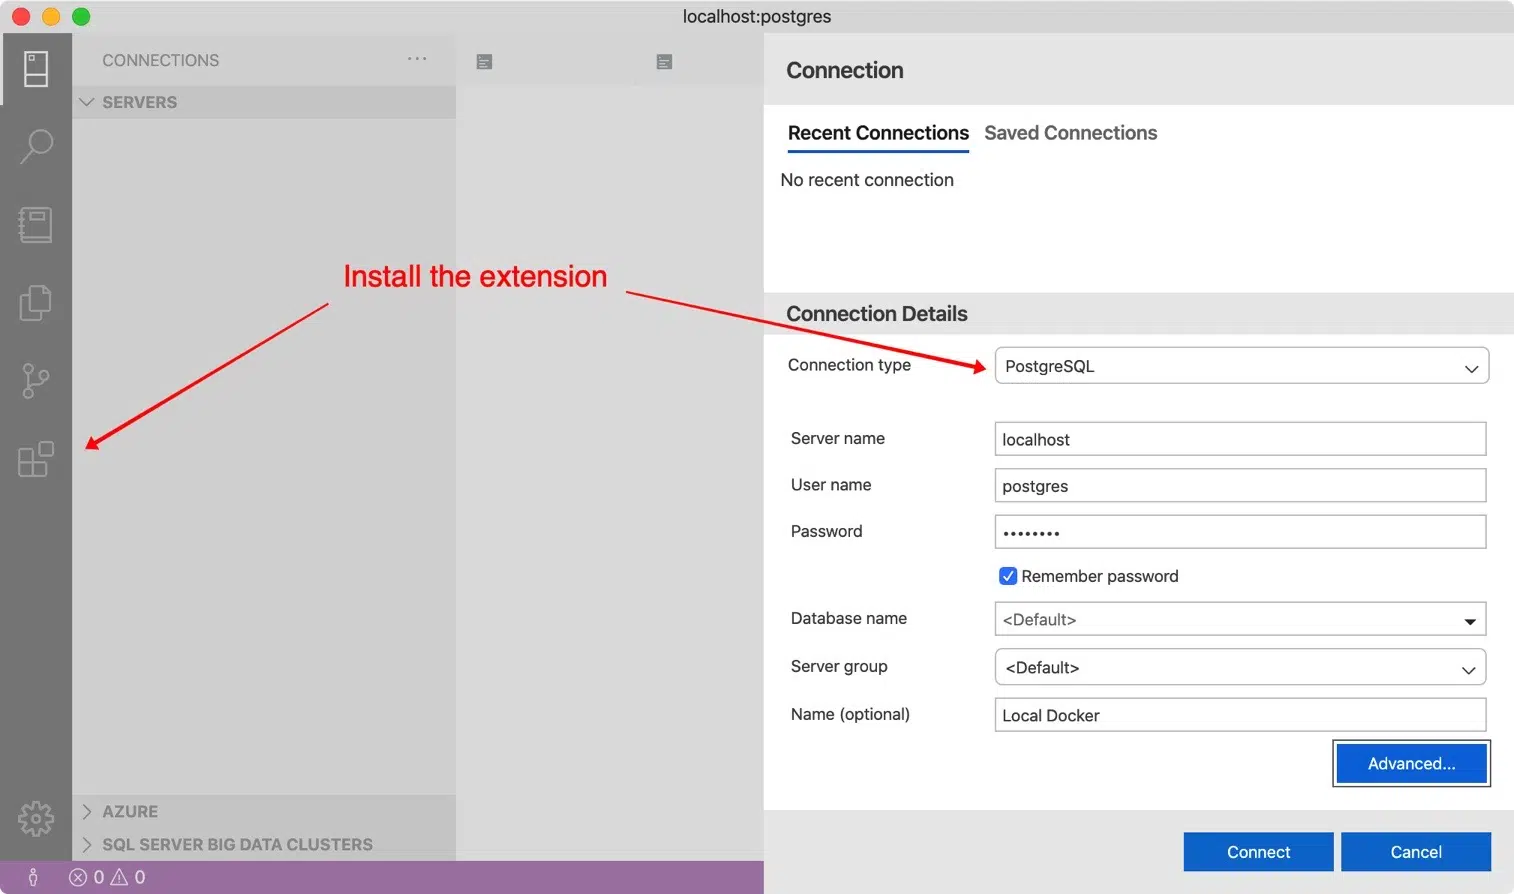 localhost:postgres
CONNECTIONS
SERVERS
Install the extension
AZURE
SQL SERVER BIG DATA CLUSTERS
0 0
Connection
Recent Connections Saved Connections
No recent connection
Connection Details
Connection type PostgreSQL
Server name localhost
User name postgres
Password ••••••••
Remember password
Database name <Default>
Server group <Default>
Name (optional) Local Docker
Advanced...
Connect Cancel